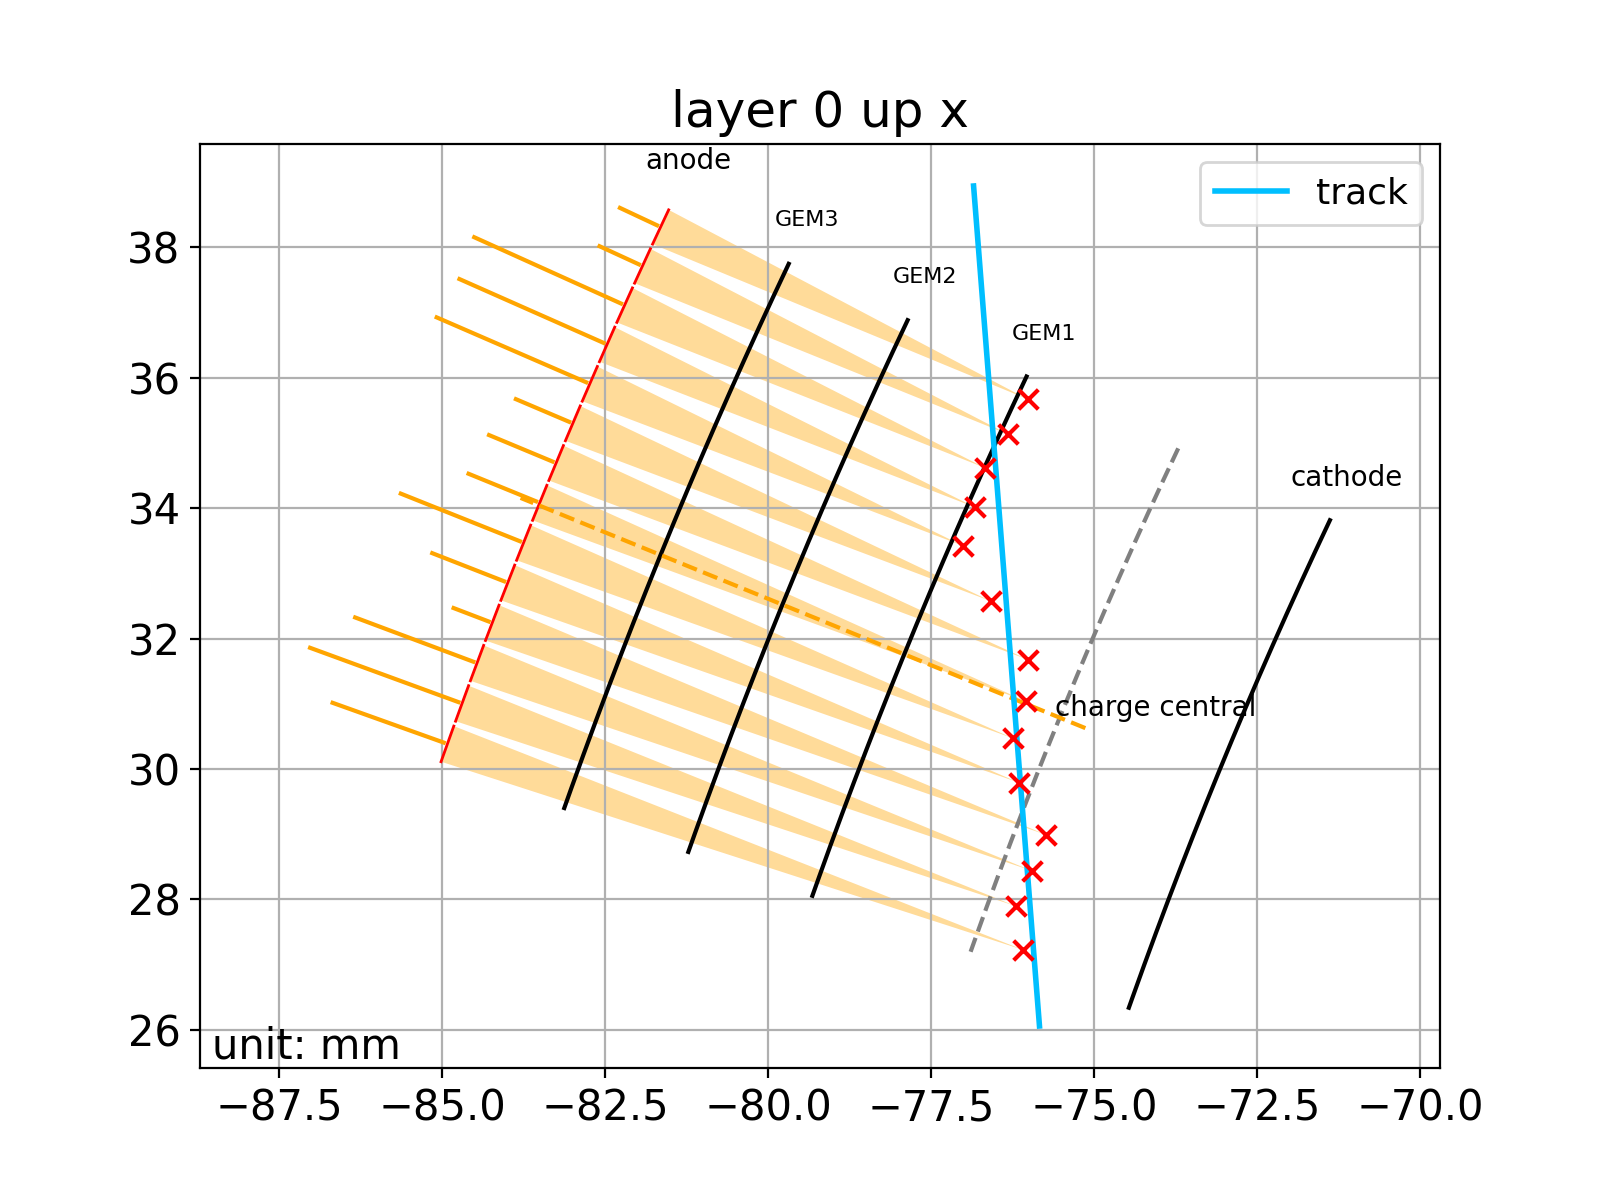 layer 0 up x
anode
track
GEM3
GEM2
GEM1
cathode
charge central
unit: mm
38
36
34
32
30
28
26
−87.5 −85.0 −82.5 −80.0 −77.5 −75.0 −72.5 −70.0